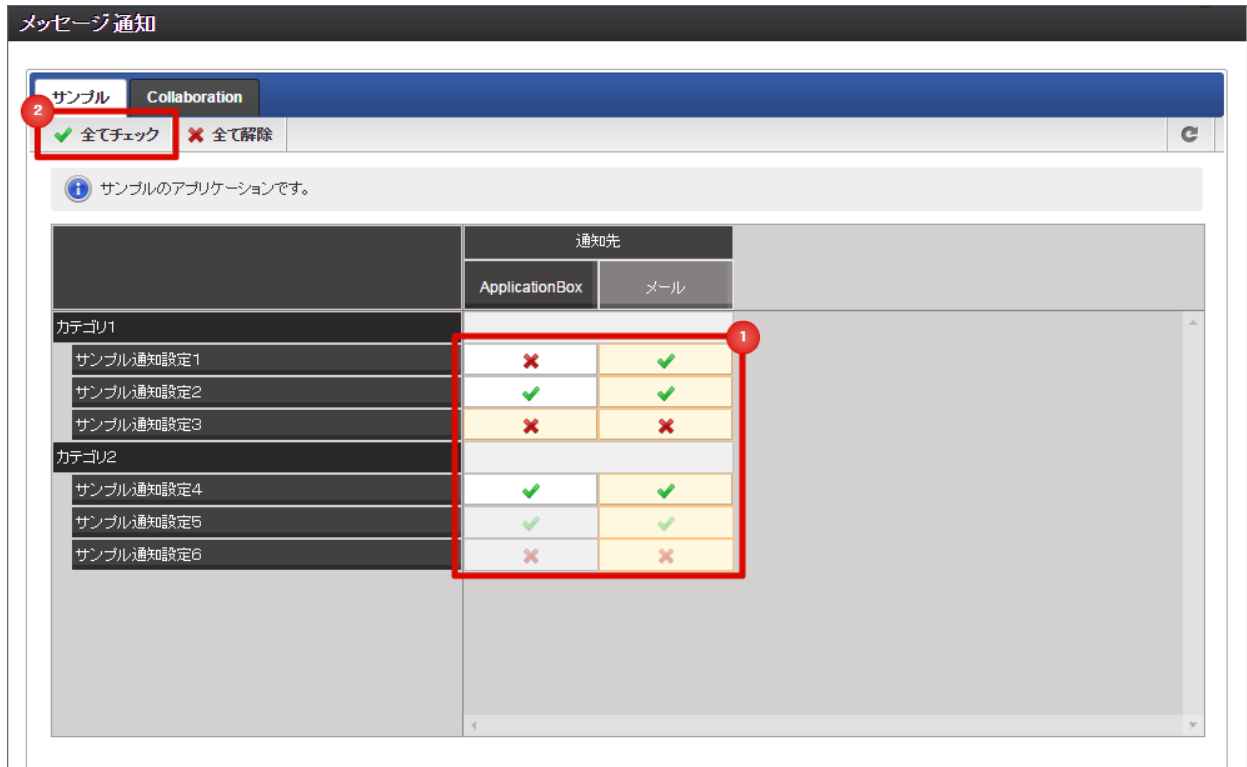 メッセージ通知
サンプル Collaboration
2
全てチェック 全て解除
サンプルのアプリケーションです。
通知先
ApplicationBox メール
カテゴリ1
1
サンプル通知設定1
サンプル通知設定2
サンプル通知設定3
カテゴリ2
サンプル通知設定4
サンプル通知設定5
サンプル通知設定6